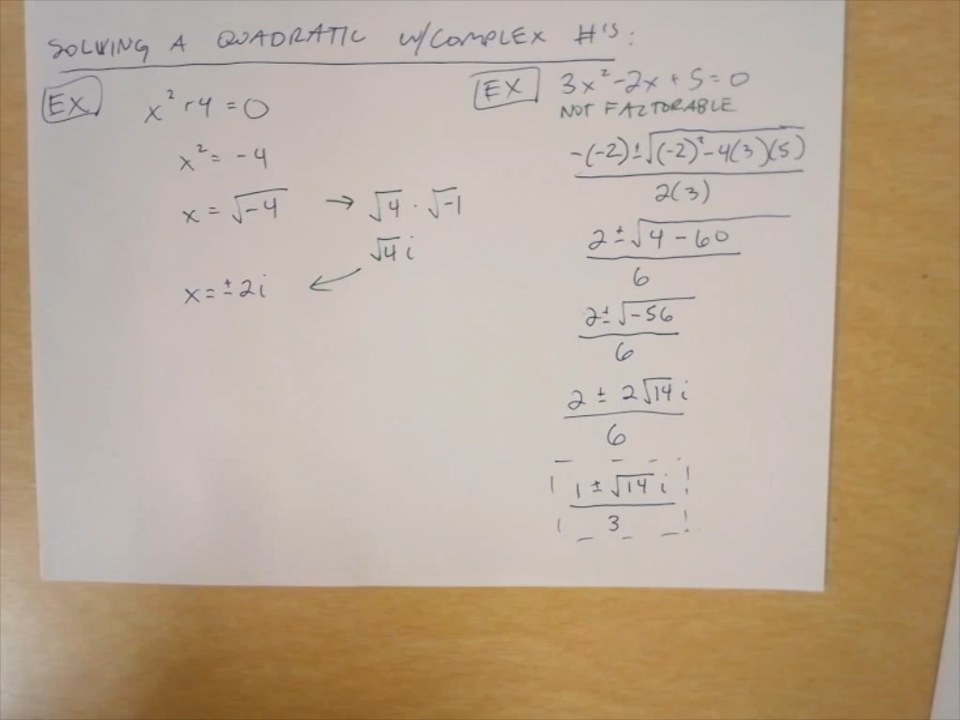 SOLVING A QUADRATIC W/COMPLEX #'S:
EX x² + 4 = 0
x² = -4
x = √-4 → √4 · √-1
√4 i
x = ± 2i ←
EX 3x² - 2x + 5 = 0
NOT FACTORABLE
-(-2) ± √(-2)² - 4(3)(5)
2(3)
2 ± √4 - 60
6
2 ± √-56
6
2 ± 2√14 i
6
1 ± √14 i
3